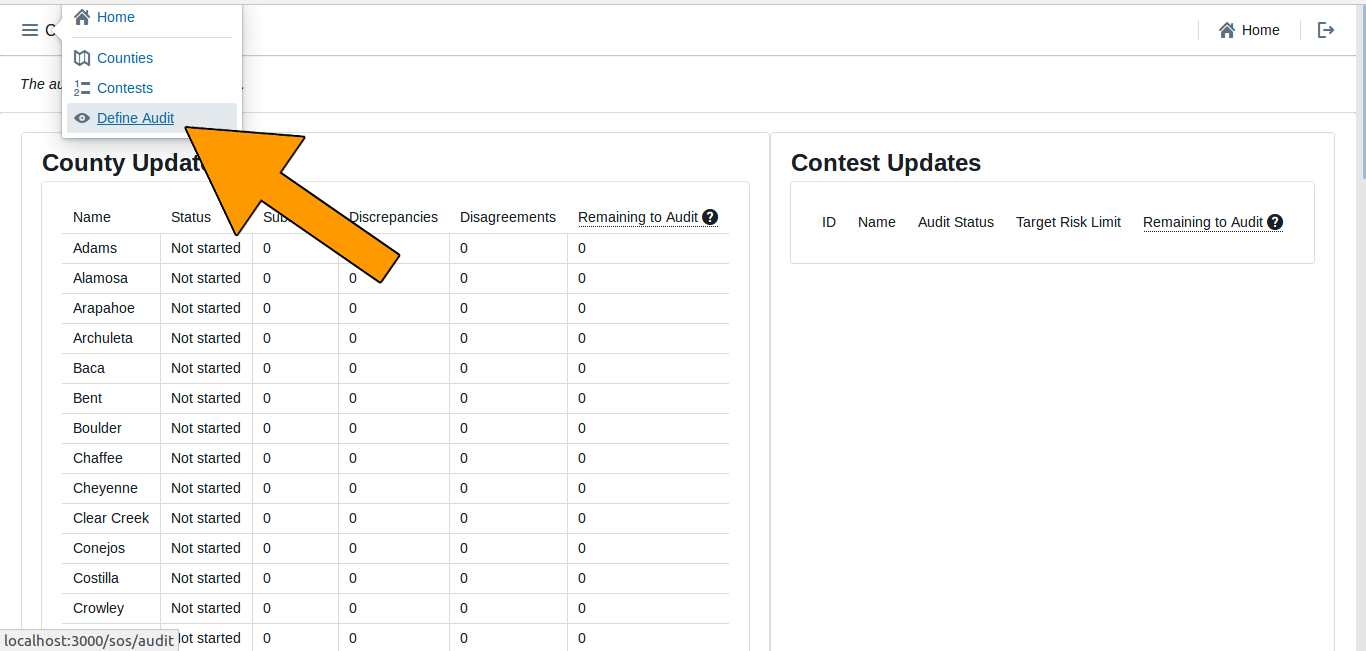 Home
C
Home
Counties
The au
Contests
Define Audit
County Updat
Contest Updates
Name Status Sub Discrepancies Disagreements Remaining to Audit ?
ID Name Audit Status Target Risk Limit Remaining to Audit ?
Adams Not started 0 0 0
Alamosa Not started 0 0 0 0
Arapahoe Not started 0 0 0 0
Archuleta Not started 0 0 0 0
Baca Not started 0 0 0 0
Bent Not started 0 0 0 0
Boulder Not started 0 0 0 0
Chaffee Not started 0 0 0 0
Cheyenne Not started 0 0 0 0
Clear Creek Not started 0 0 0 0
Conejos Not started 0 0 0 0
Costilla Not started 0 0 0 0
Crowley Not started 0 0 0 0
Not started 0 0 0 0
localhost:3000/sos/audit